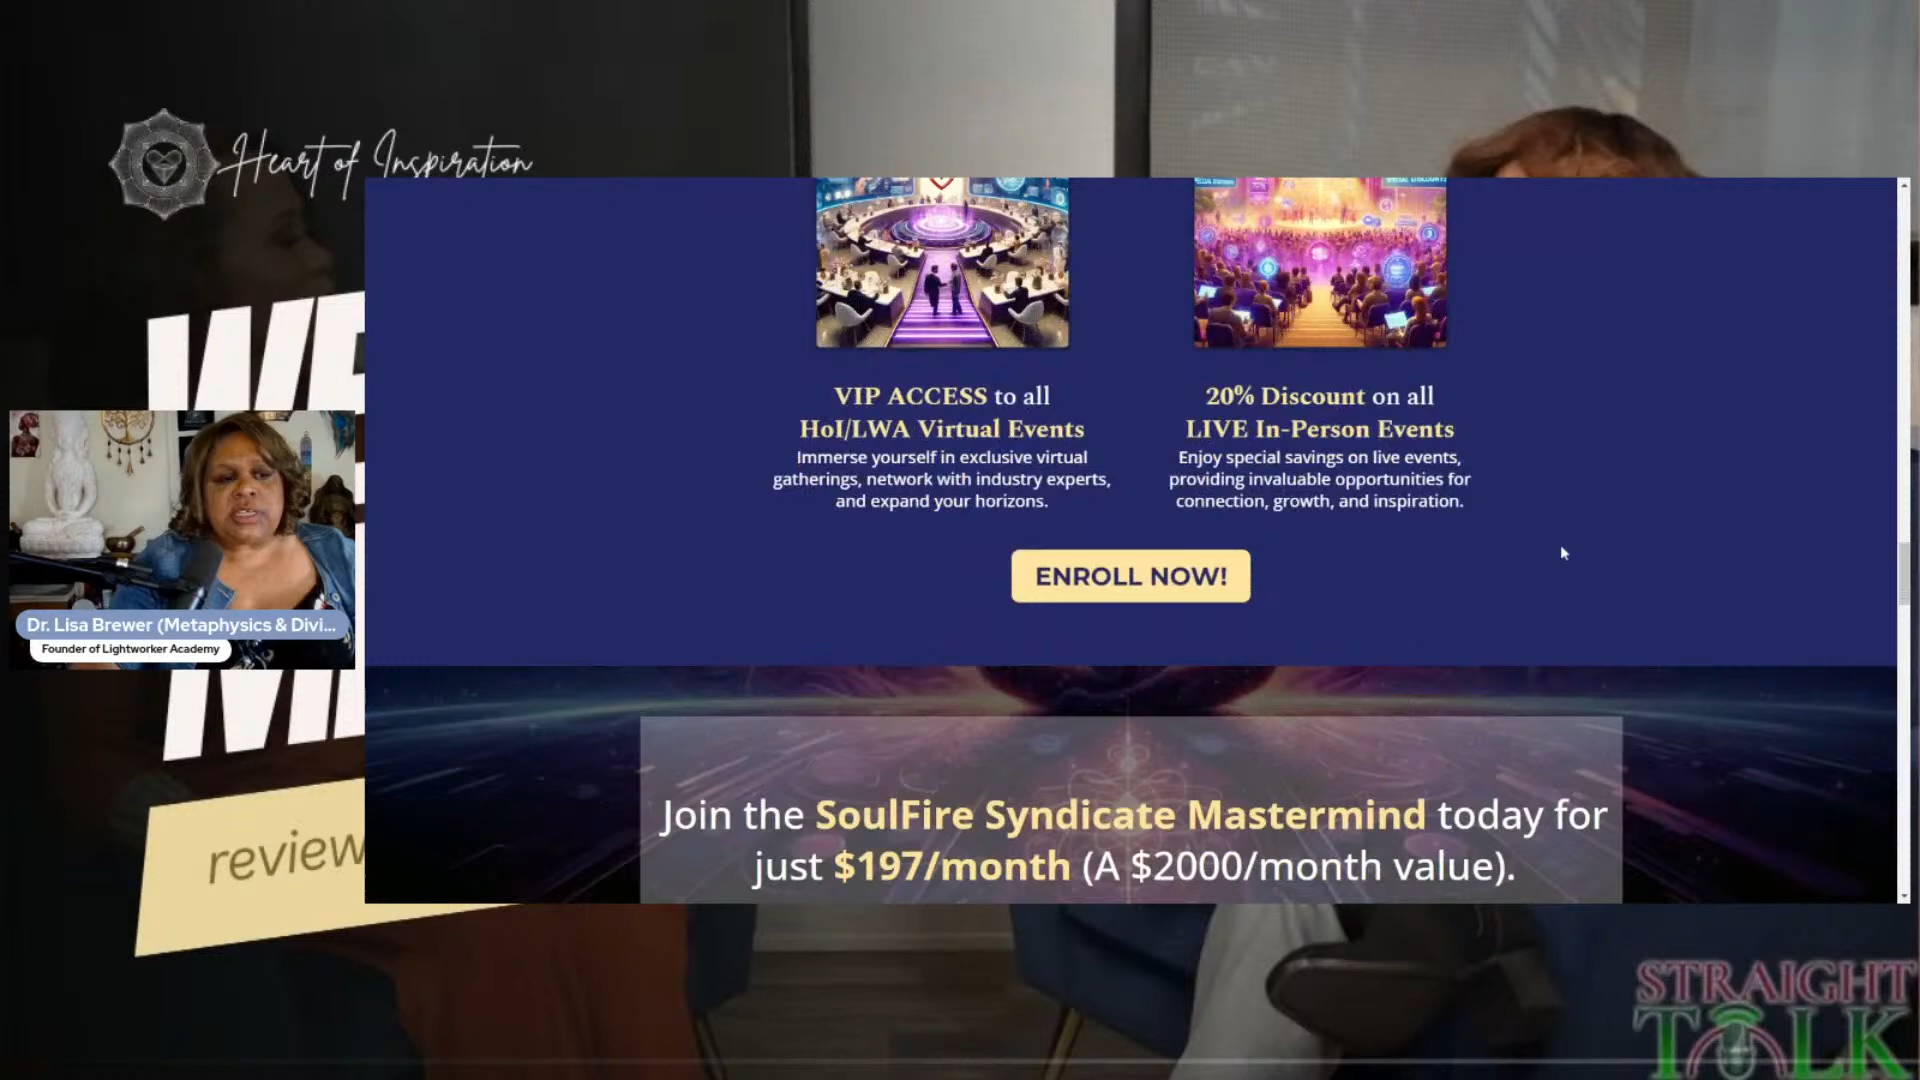 Heart of Inspiration
VIP ACCESS to all
HoI/LWA Virtual Events
Immerse yourself in exclusive virtual
gatherings, network with industry experts,
and expand your horizons.
20% Discount on all
LIVE In-Person Events
Enjoy special savings on live events,
providing invaluable opportunities for
connection, growth, and inspiration.
ENROLL NOW!
Dr. Lisa Brewer (Metaphysics & Divi...
Founder of Lightworker Academy
review
Join the SoulFire Syndicate Mastermind today for
just $197/month (A $2000/month value).
STRAIGHT
TALK